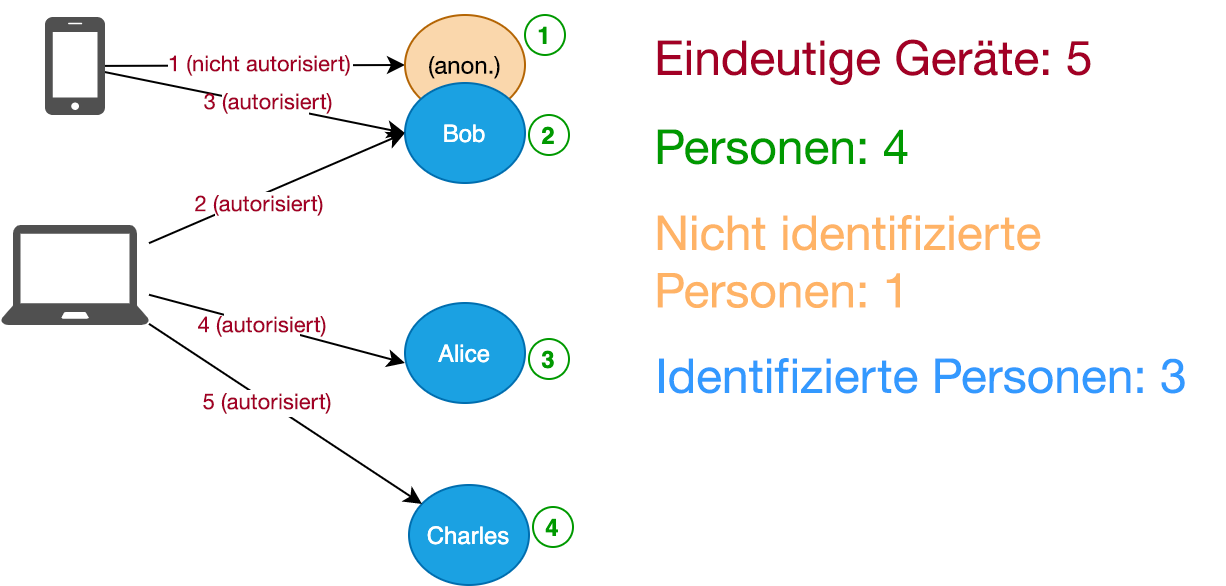 1 (nicht autorisiert)
(anon.)
1
3 (autorisiert)
Bob
2
2 (autorisiert)
4 (autorisiert)
Alice
3
5 (autorisiert)
Charles
4
Eindeutige Geräte: 5
Personen: 4
Nicht identifizierte
Personen: 1
Identifizierte Personen: 3